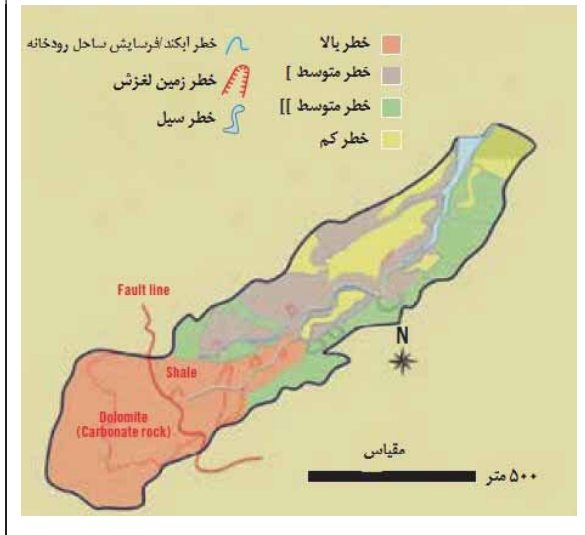 خطر بالا
خطر متوسط [
خطر متوسط [[
خطر کم
خطر آبکند/فرسایش ساحل رودخانه
خطر زمین لغزش
خطر سیل
Fault line
Shale
Dolomite
(Carbonate rock)
N
مقیاس
۵۰۰ متر